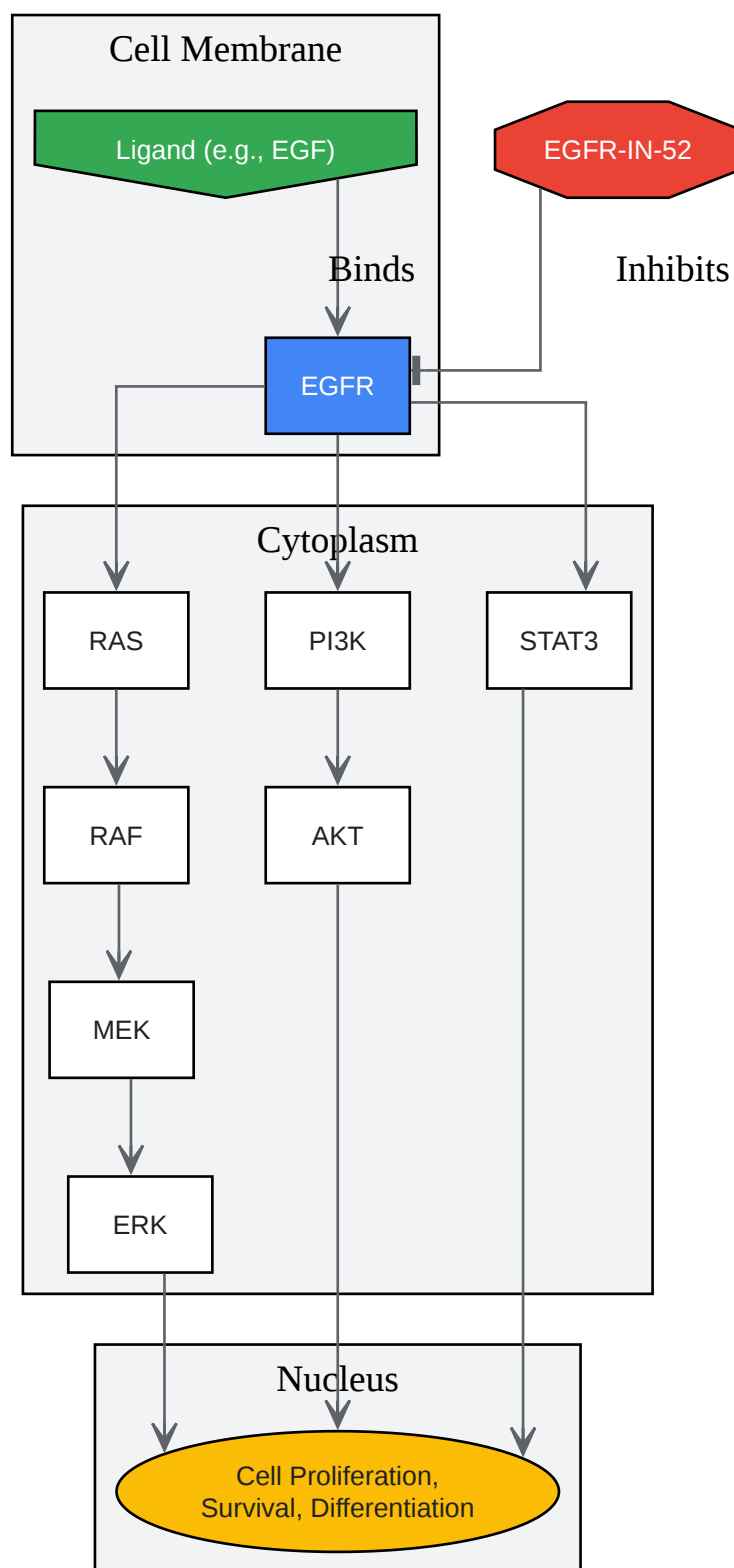 Cell Membrane
Ligand (e.g., EGF)
EGFR-IN-52
Binds
Inhibits
EGFR
Cytoplasm
RAS
PI3K
STAT3
RAF
AKT
MEK
ERK
Nucleus
Cell Proliferation,
Survival, Differentiation